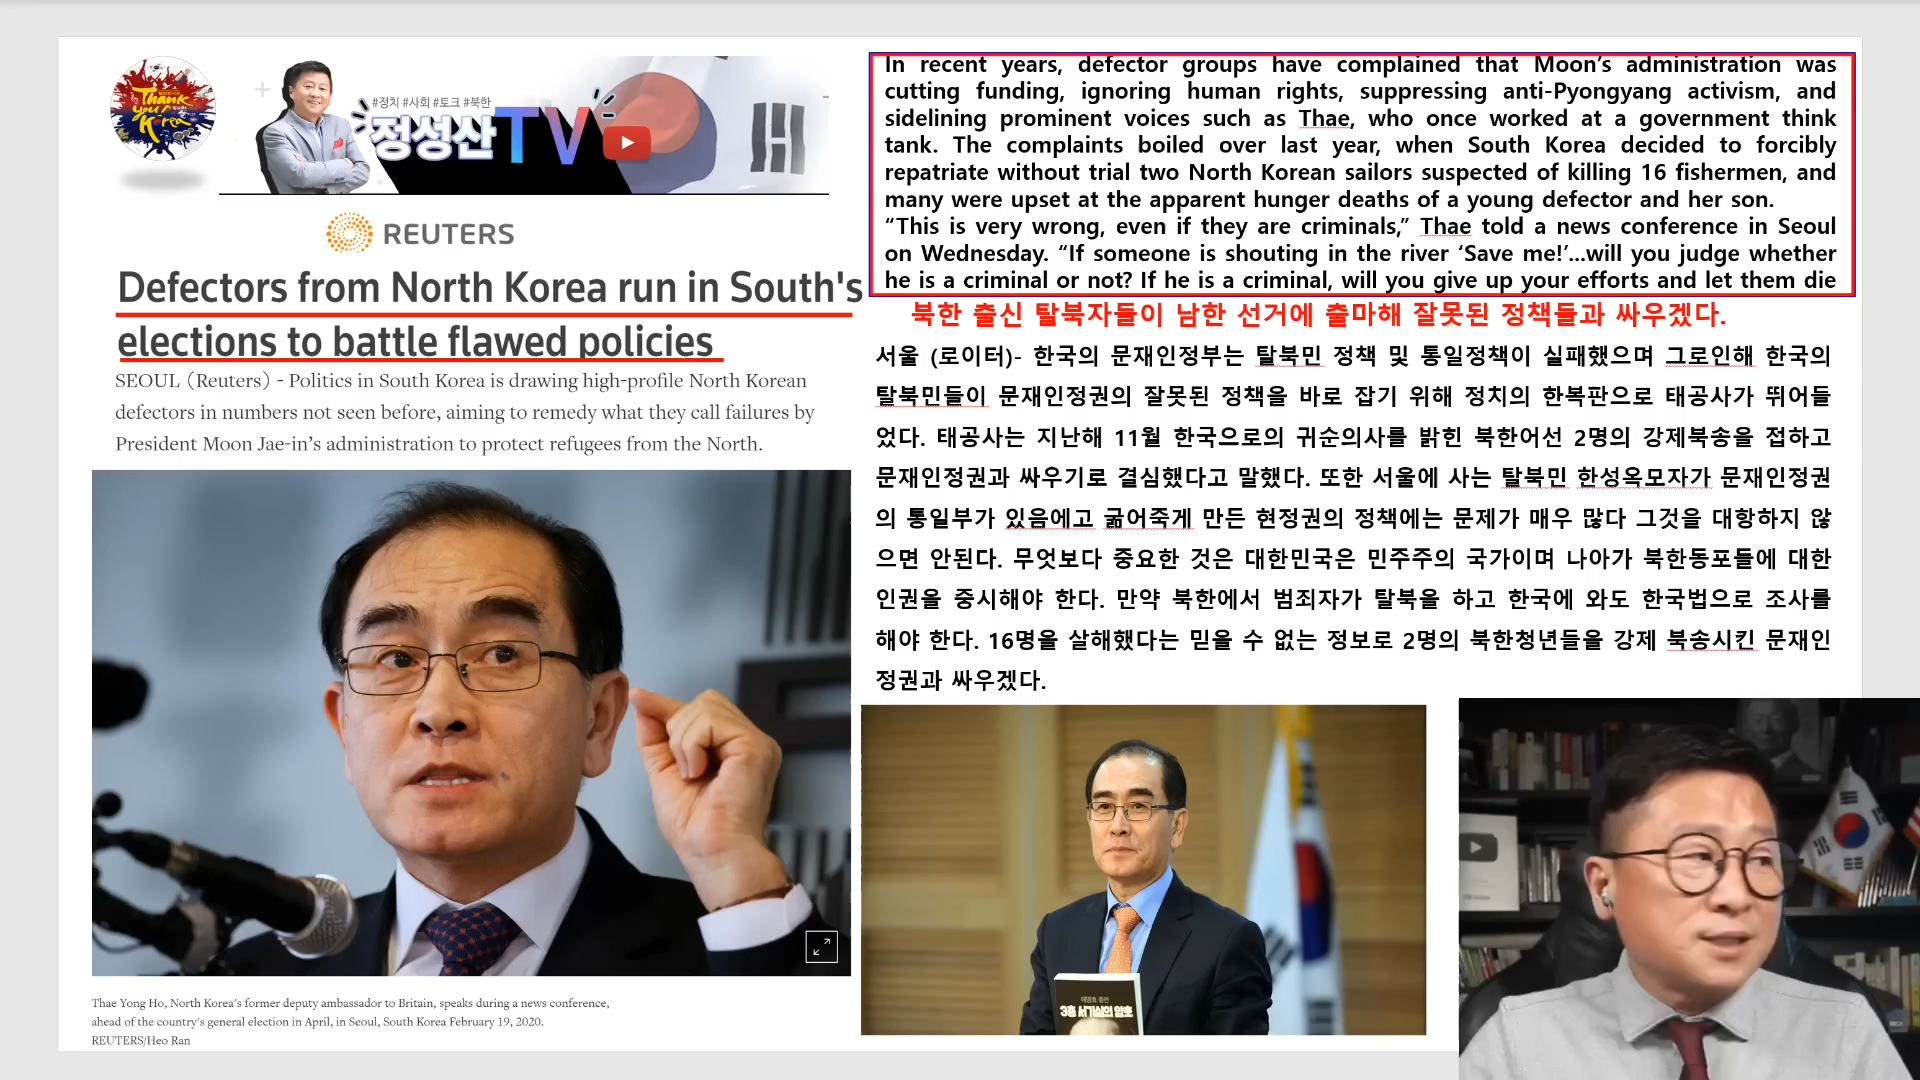 Thank
you!
Korea
#정치 #사회 #토크 #북한
정성산TV
REUTERS
Defectors from North Korea run in South's
elections to battle flawed policies
SEOUL (Reuters) - Politics in South Korea is drawing high-profile North Korean
defectors in numbers not seen before, aiming to remedy what they call failures by
President Moon Jae-in’s administration to protect refugees from the North.
Thae Yong Ho, North Korea's former deputy ambassador to Britain, speaks during a news conference,
ahead of the country's general election in April, in Seoul, South Korea February 19, 2020.
REUTERS/Heo Ran
In recent years, defector groups have complained that Moon’s administration was
cutting funding, ignoring human rights, suppressing anti-Pyongyang activism, and
sidelining prominent voices such as Thae, who once worked at a government think
tank. The complaints boiled over last year, when South Korea decided to forcibly
repatriate without trial two North Korean sailors suspected of killing 16 fishermen, and
many were upset at the apparent hunger deaths of a young defector and her son.
“This is very wrong, even if they are criminals,” Thae told a news conference in Seoul
on Wednesday. “If someone is shouting in the river ‘Save me!’...will you judge whether
he is a criminal or not? If he is a criminal, will you give up your efforts and let them die
북한 출신 탈북자들이 남한 선거에 출마해 잘못된 정책들과 싸우겠다.
서울 (로이터)- 한국의 문재인정부는 탈북민 정책 및 통일정책이 실패했으며 그로인해 한국의
탈북민들이 문재인정권의 잘못된 정책을 바로 잡기 위해 정치의 한복판으로 태공사가 뛰어들
었다. 태공사는 지난해 11월 한국으로의 귀순의사를 밝힌 북한어선 2명의 강제북송을 접하고
문재인정권과 싸우기로 결심했다고 말했다. 또한 서울에 사는 탈북민 한성옥모자가 문재인정권
의 통일부가 있음에고 굶어죽게 만든 현정권의 정책에는 문제가 매우 많다 그것을 대항하지 않
으면 안된다. 무엇보다 중요한 것은 대한민국은 민주주의 국가이며 나아가 북한동포들에 대한
인권을 중시해야 한다. 만약 북한에서 범죄자가 탈북을 하고 한국에 와도 한국법으로 조사를
해야 한다. 16명을 살해했다는 믿을 수 없는 정보로 2명의 북한청년들을 강제 북송시킨 문재인
정권과 싸우겠다.
태영호 증언
3층 서기실의 암호